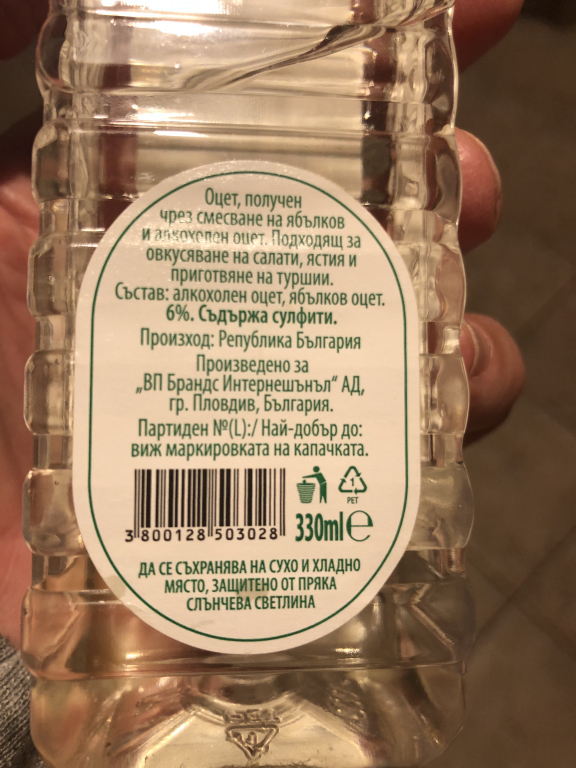 Оцет, получен
чрез смесване на ябълков
и алкохолен оцет. Подходящ за
овкусяване на салати, ястия и
приготвяне на туршии.
Състав: алкохолен оцет, ябълков оцет.
6%. Съдържа сулфити.
Произход: Република България
Произведено за
„ВП Брандс Интернешънъл“ АД,
гр. Пловдив, България.
Партиден №(L):/ Най-добър до:
виж маркировката на капачката.
1
PET
3 800128 503028
330ml℮
ДА СЕ СЪХРАНЯВА НА СУХО И ХЛАДНО
МЯСТО, ЗАЩИТЕНО ОТ ПРЯКА
СЛЪНЧЕВА СВЕТЛИНА